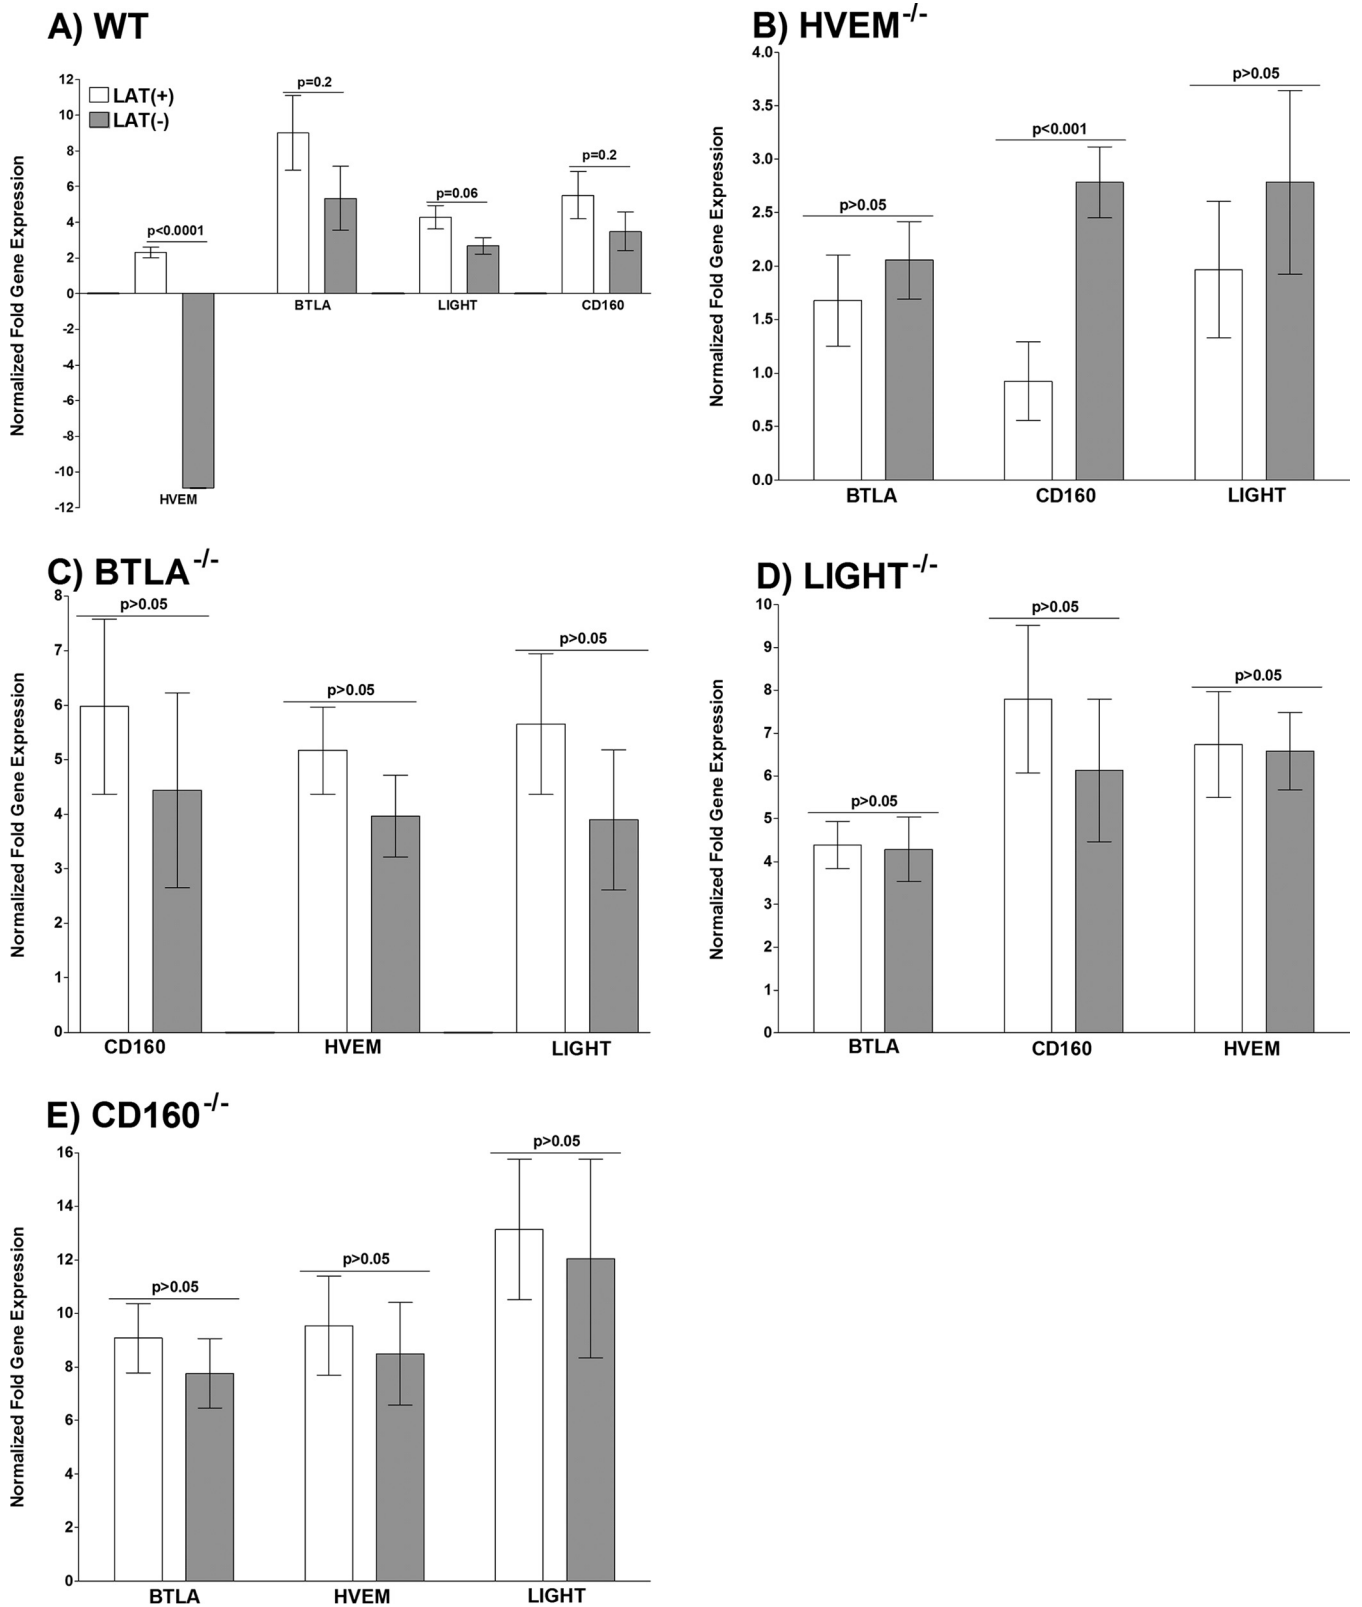 A) WT
12
10
8
6
4
2
0
-2
-4
-6
-8
-10
-12
Normalized Fold Gene Expression
LAT(+)
LAT(-)
p<0.0001
p=0.2
p=0.06
p=0.2
HVEM
BTLA
LIGHT
CD160
B) HVEM-/-
4.0
3.5
3.0
2.5
2.0
1.5
1.0
0.5
0.0
Normalized Fold Gene Expression
p>0.05
p<0.001
p>0.05
BTLA
CD160
LIGHT
C) BTLA-/-
8
7
6
5
4
3
2
1
0
Normalized Fold Gene Expression
p>0.05
p>0.05
p>0.05
CD160
HVEM
LIGHT
D) LIGHT-/-
10
9
8
7
6
5
4
3
2
1
0
Normalized Fold Gene Expression
p>0.05
p>0.05
p>0.05
BTLA
CD160
HVEM
E) CD160-/-
16
14
12
10
8
6
4
2
0
Normalized Fold Gene Expression
p>0.05
p>0.05
p>0.05
BTLA
HVEM
LIGHT